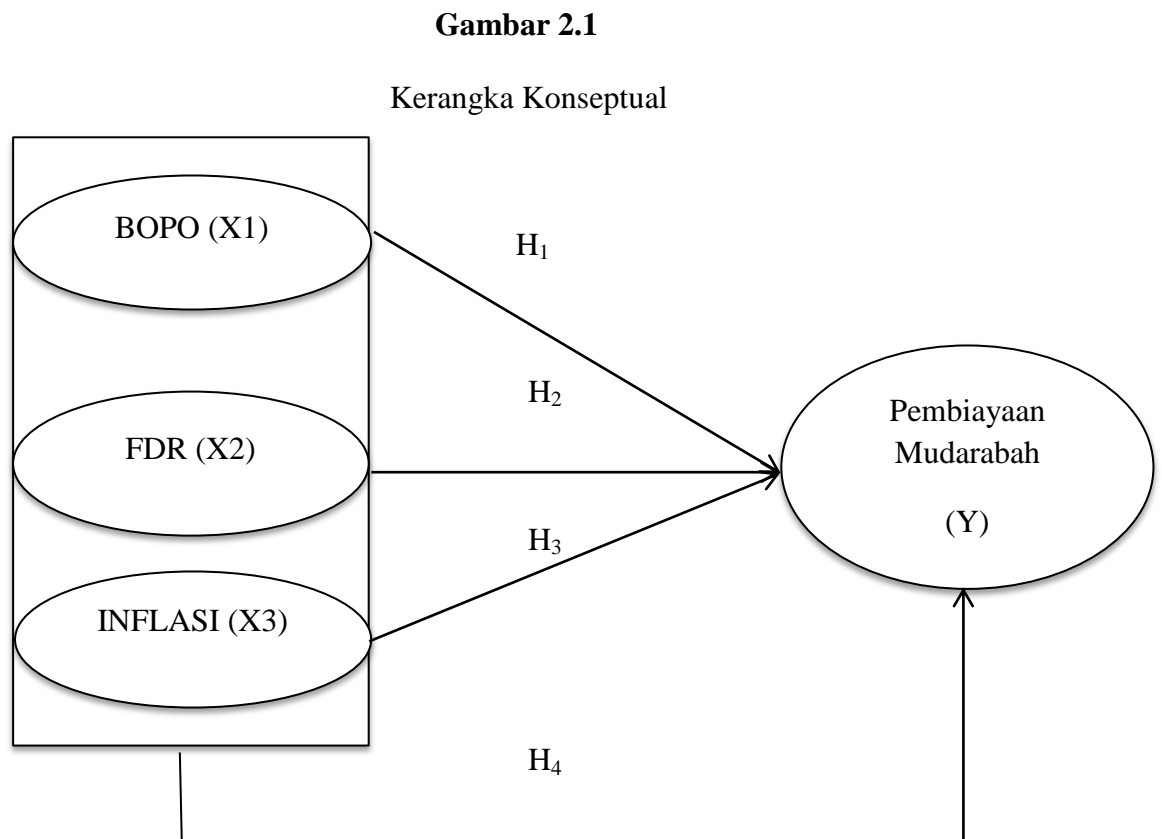 Gambar 2.1
Kerangka Konseptual
BOPO (X1)
H₁
H₂
Pembiayaan
Mudarabah
(Y)
FDR (X2)
H₃
INFLASI (X3)
H₄